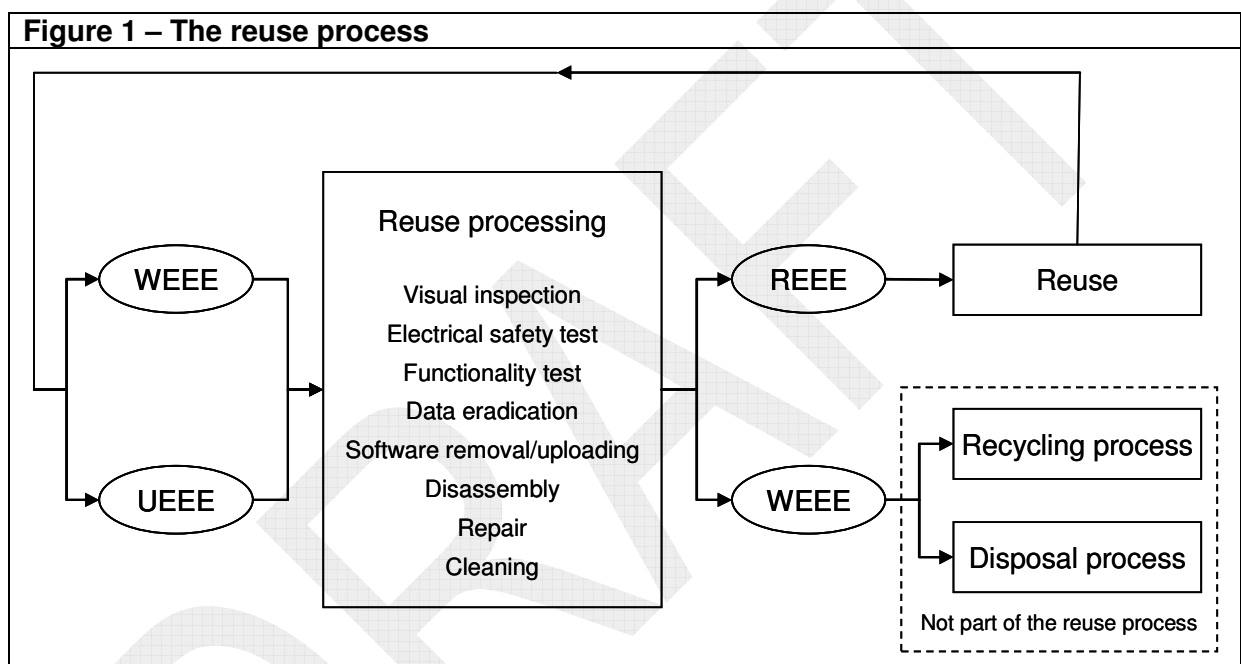 Figure 1 – The reuse process
WEEE
UEEE
Reuse processing
Visual inspection
Electrical safety test
Functionality test
Data eradication
Software removal/uploading
Disassembly
Repair
Cleaning
REEE
Reuse
WEEE
Recycling process
Disposal process
Not part of the reuse process
DRAFT